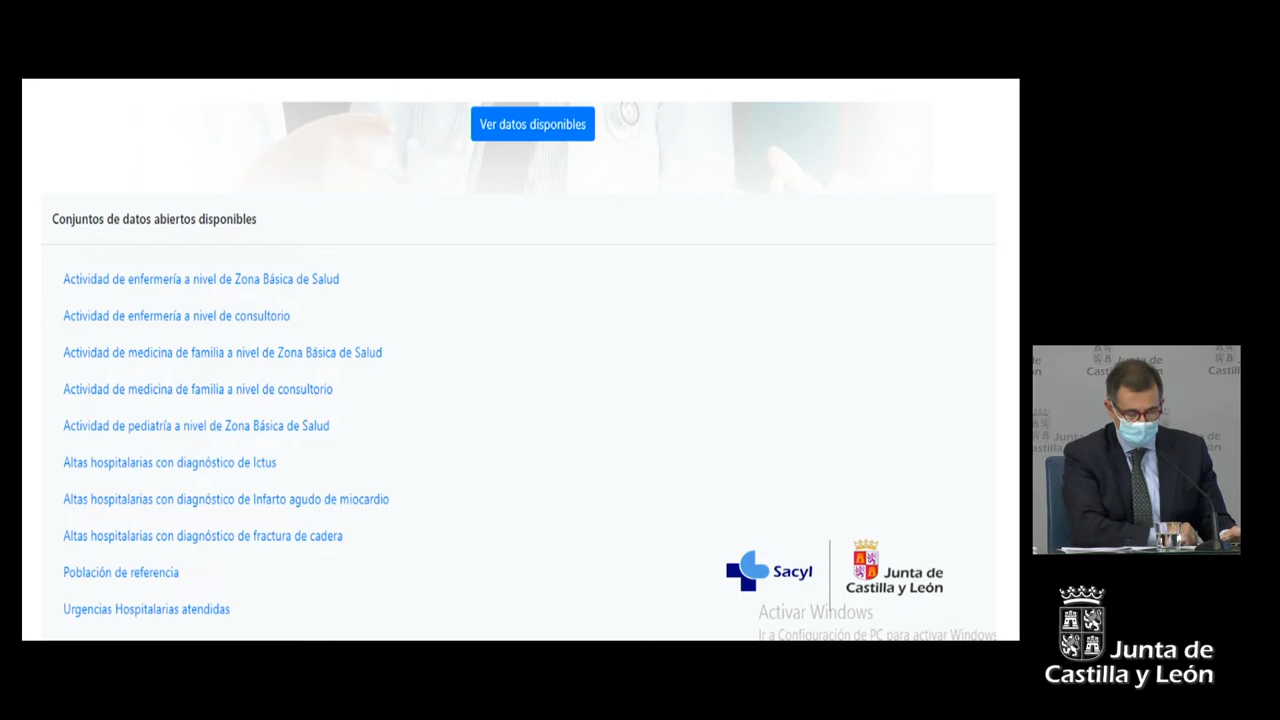 Ver datos disponibles
Conjuntos de datos abiertos disponibles
Actividad de enfermería a nivel de Zona Básica de Salud
Actividad de enfermería a nivel de consultorio
Actividad de medicina de familia a nivel de Zona Básica de Salud
Actividad de medicina de familia a nivel de consultorio
Actividad de pediatría a nivel de Zona Básica de Salud
Altas hospitalarias con diagnóstico de Ictus
Altas hospitalarias con diagnóstico de Infarto agudo de miocardio
Altas hospitalarias con diagnóstico de fractura de cadera
Población de referencia
Urgencias Hospitalarias atendidas
Sacyl
Junta de
Castilla y León
Activar Windows
Ir a Configuración de PC para activar Windows
Junta de
Castilla y León
Junta de
Castilla y León